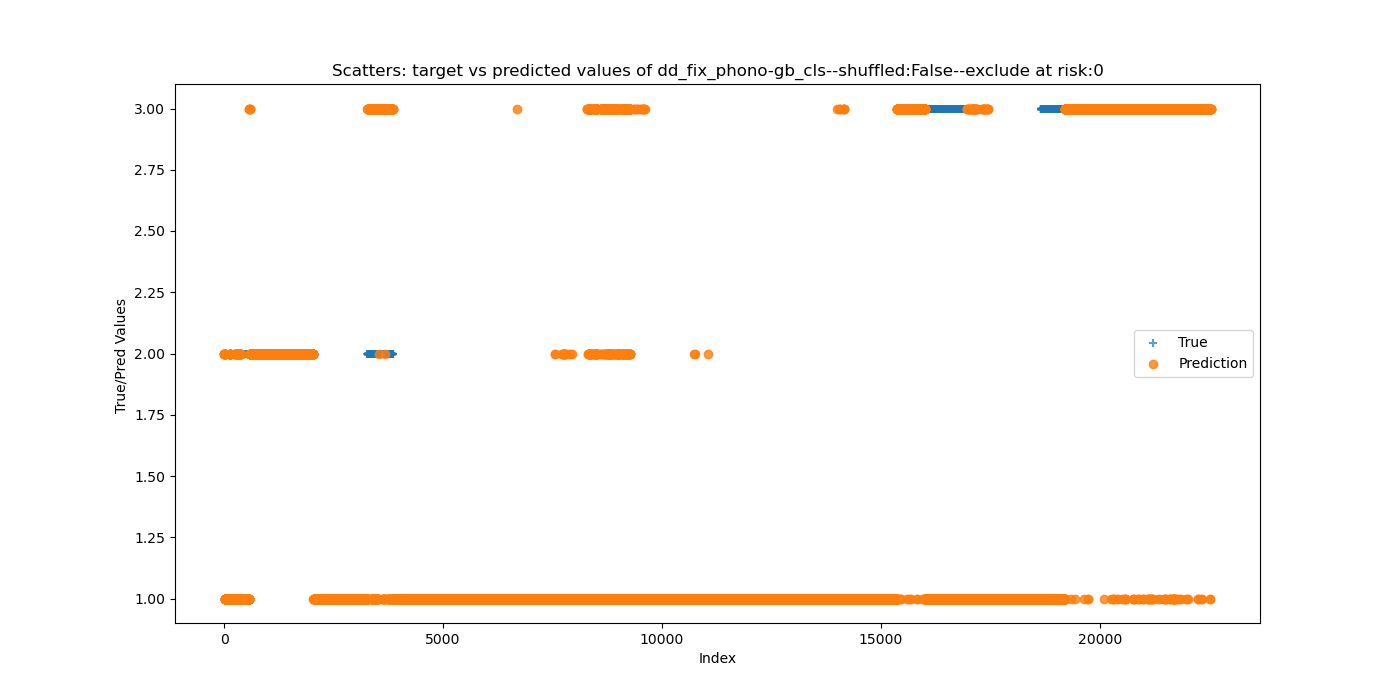 Scatters: target vs predicted values of dd_fix_phono-gb_cls--shuffled:False--exclude at risk:0
3.00
2.75
2.50
2.25
2.00
1.75
1.50
1.25
1.00
True/Pred Values
True
Prediction
0
5000
10000
15000
20000
Index